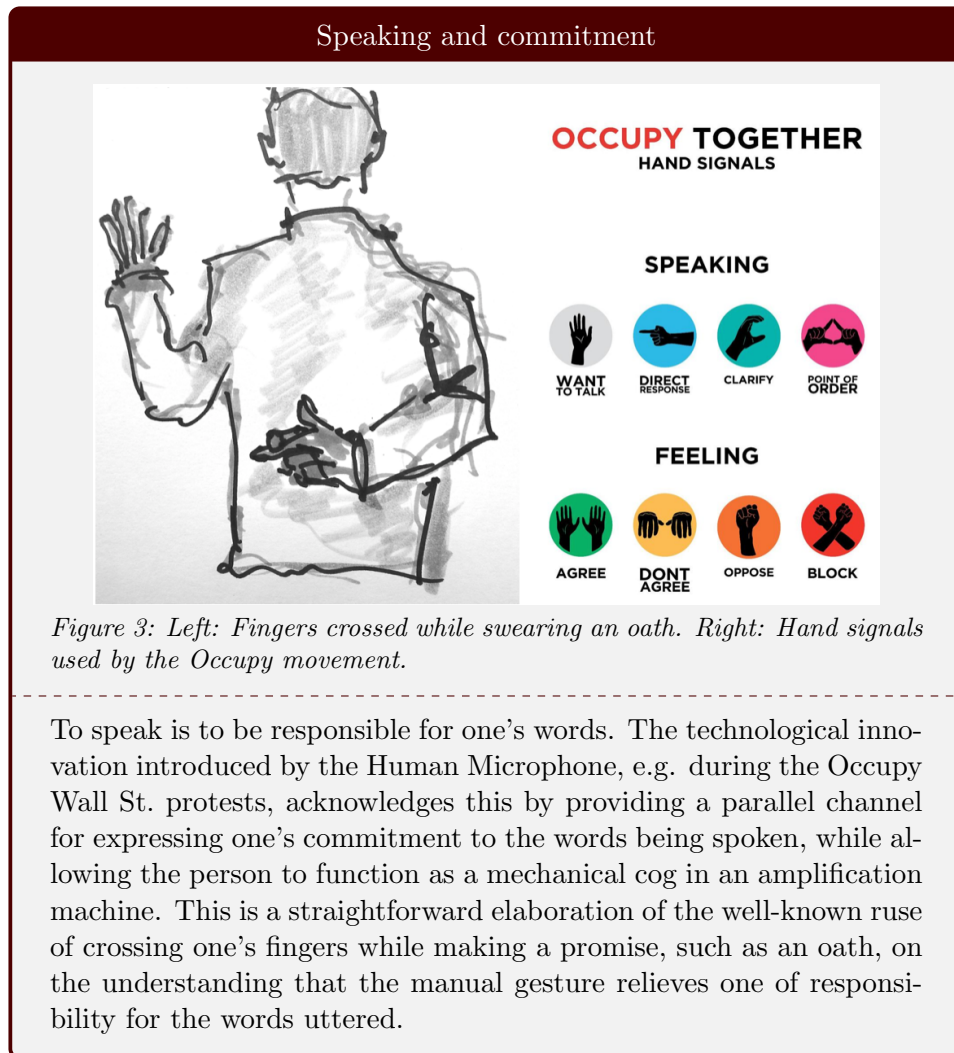 Speaking and commitment
OCCUPY TOGETHER
HAND SIGNALS
SPEAKING
WANT
TO TALK
DIRECT
RESPONSE
CLARIFY
POINT OF
ORDER
FEELING
AGREE
DONT
AGREE
OPPOSE
BLOCK
Figure 3: Left: Fingers crossed while swearing an oath. Right: Hand signals
used by the Occupy movement.
To speak is to be responsible for one's words. The technological inno-
vation introduced by the Human Microphone, e.g. during the Occupy
Wall St. protests, acknowledges this by providing a parallel channel
for expressing one's commitment to the words being spoken, while al-
lowing the person to function as a mechanical cog in an amplification
machine. This is a straightforward elaboration of the well-known ruse
of crossing one's fingers while making a promise, such as an oath, on
the understanding that the manual gesture relieves one of responsi-
bility for the words uttered.